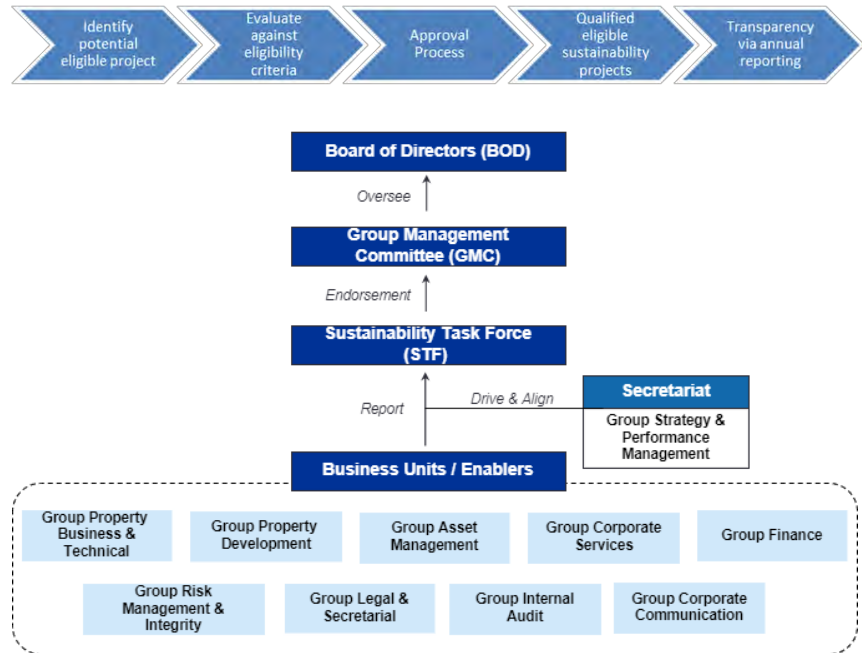 Identify
potential
eligible project
Evaluate
against
eligibility
criteria
Approval
Process
Qualified
eligible
sustainability
projects
Transparency
via annual
reporting
Board of Directors (BOD)
Oversee
Group Management
Committee (GMC)
Endorsement
Sustainability Task Force
(STF)
Report
Drive & Align
Secretariat
Group Strategy &
Performance
Management
Business Units / Enablers
Group Property
Business &
Technical
Group Property
Development
Group Asset
Management
Group Corporate
Services
Group Finance
Group Risk
Management &
Integrity
Group Legal &
Secretarial
Group Internal
Audit
Group Corporate
Communication